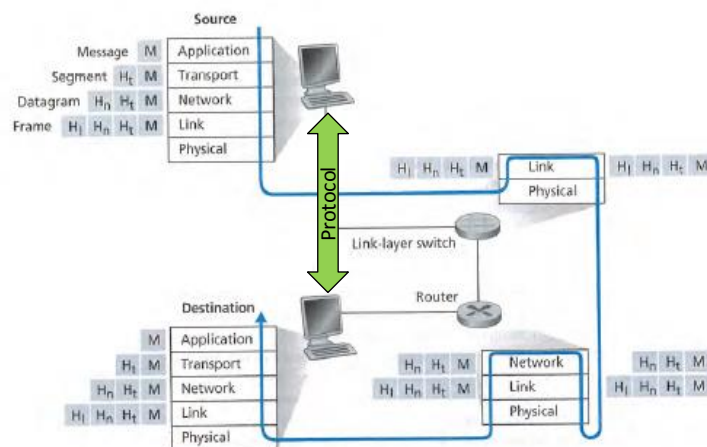 Source
Message M Application
Segment Ht M Transport
Datagram Hn Ht M Network
Frame Hl Hn Ht M Link
Physical
Protocol
Hl Hn Ht M Link Hl Hn Ht M
Physical
Link-layer switch
Router
Destination
M Application
Ht M Transport
Hn Ht M Network
Hl Hn Ht M Link
Physical
Hn Ht M Network Hn Ht M
Hl Hn Ht M Link Hl Hn Ht M
Physical